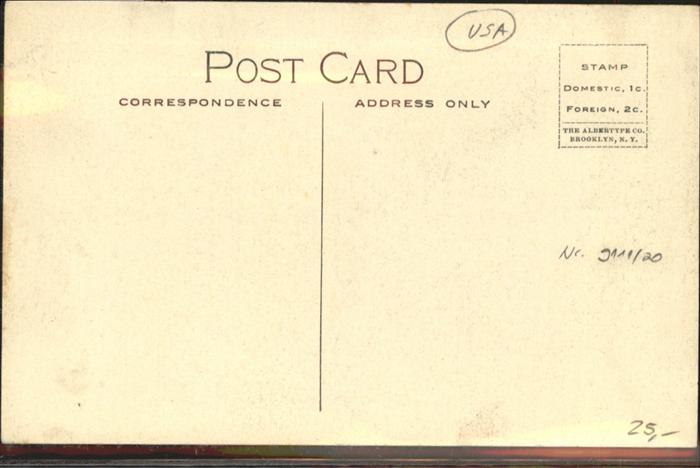 USA
POST CARD
CORRESPONDENCE
ADDRESS ONLY
STAMP
DOMESTIC, 1C.
FOREIGN, 2C.
THE ALBERTYPE CO.
BROOKLYN, N. Y.
25,–